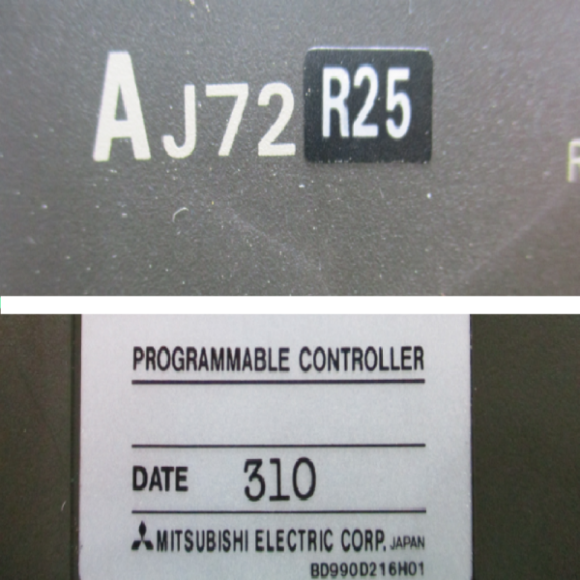 AJ72 R25
R
PROGRAMMABLE CONTROLLER
DATE 310
MITSUBISHI ELECTRIC CORP. JAPAN
BD990D216H01